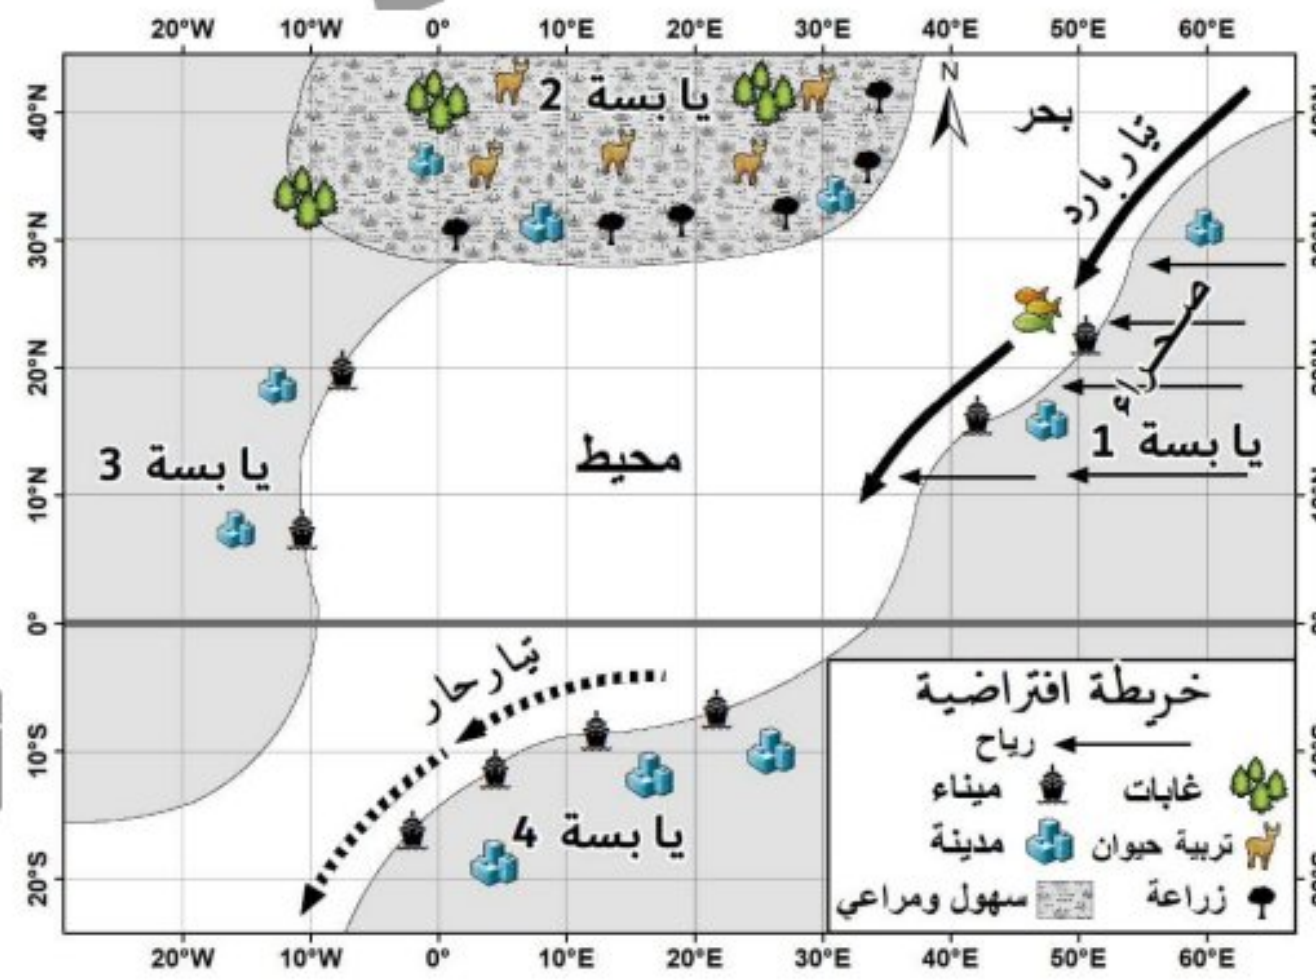 20°W 10°W 0° 10°E 20°E 30°E 40°E 50°E 60°E
40°N
N
يابسة 2
بحر
تيار بارد
30°N
صحراء
20°N
يابسة 1
محيط
يابسة 3
10°N
0°
تيار حار
10°S
يابسة 4
20°S
خريطة افتراضية
رياح
غابات ميناء
تربية حيوان مدينة
زراعة سهول ومراعي
20°W 10°W 0° 10°E 20°E 30°E 40°E 50°E 60°E